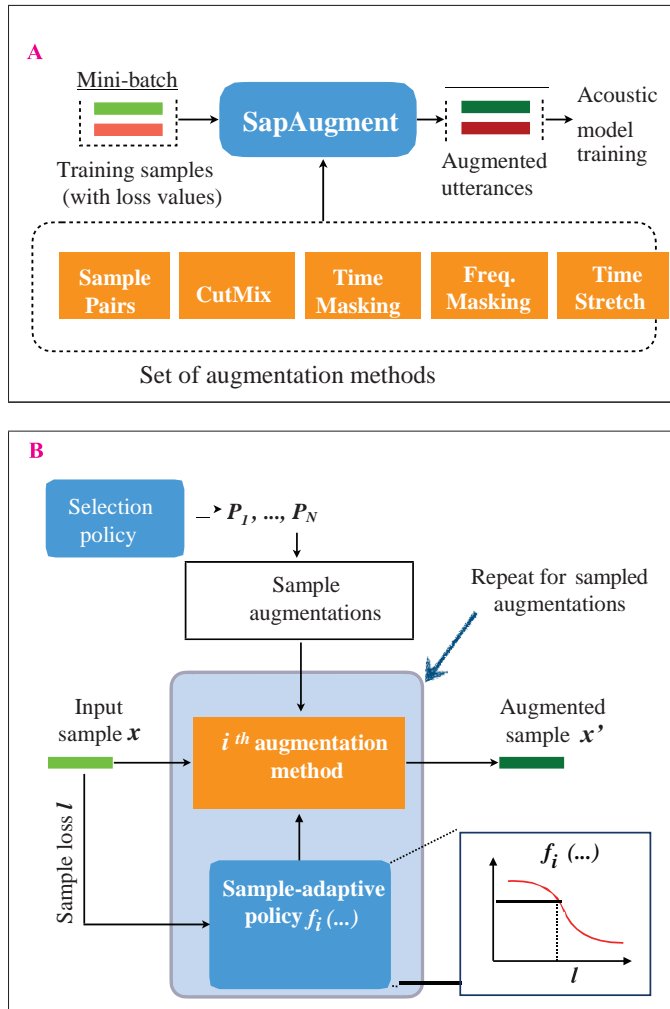 A
Mini-batch
SapAugment
Training samples
(with loss values)
Augmented
utterances
Acoustic
model
training
Sample
Pairs
CutMix
Time
Masking
Freq.
Masking
Time
Stretch
Set of augmentation methods
B
Selection
policy
P1, ..., PN
Sample
augmentations
Repeat for sampled
augmentations
Input
sample x
i th augmentation
method
Augmented
sample x’
Sample loss l
Sample-adaptive
policy fi (...)
fi (...)
l